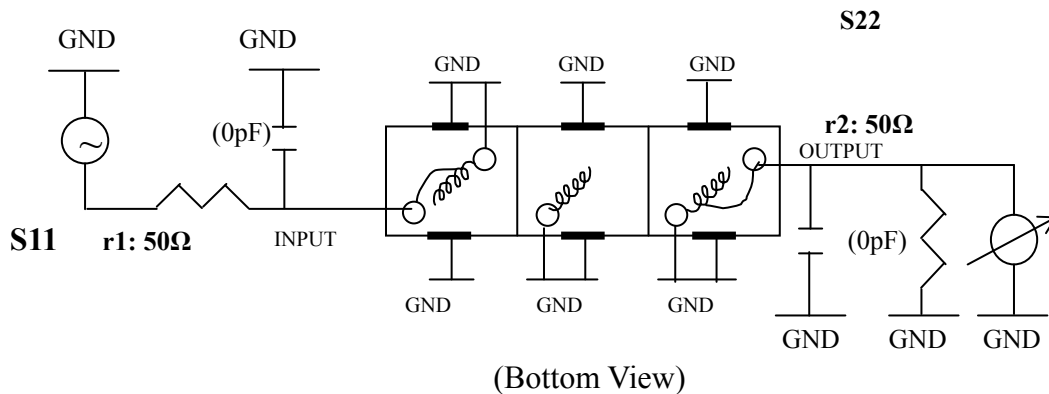 S22
GND
GND
GND
GND
GND
(0pF)
r2: 50Ω
OUTPUT
S11
r1: 50Ω
INPUT
(0pF)
GND
GND
GND
GND
GND
GND
(Bottom View)